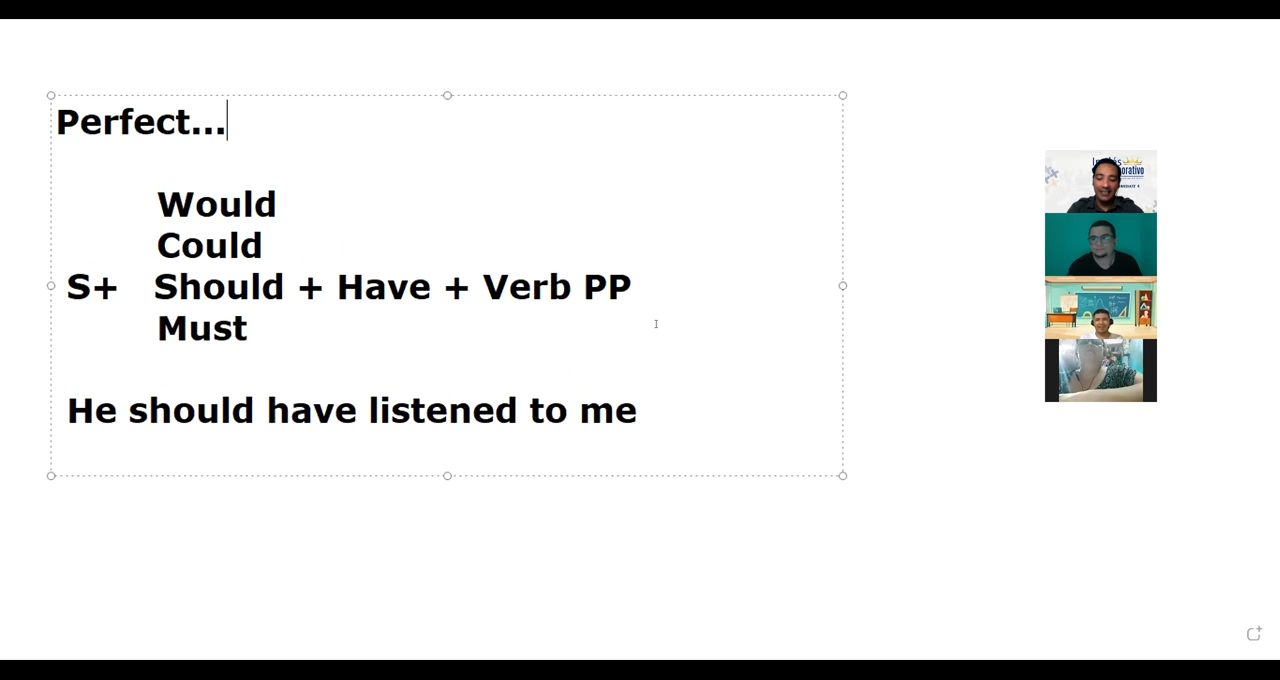 Perfect...
Would
Could
S+ Should + Have + Verb PP
Must
He should have listened to me